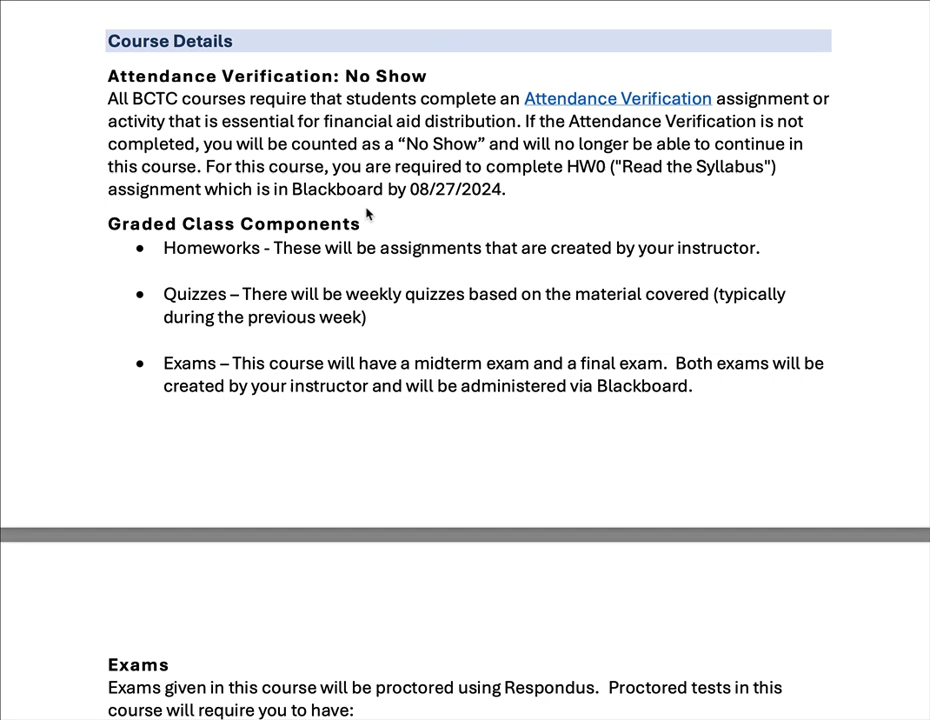 Course Details
Attendance Verification: No Show
All BCTC courses require that students complete an Attendance Verification assignment or
activity that is essential for financial aid distribution. If the Attendance Verification is not
completed, you will be counted as a “No Show” and will no longer be able to continue in
this course. For this course, you are required to complete HW0 ("Read the Syllabus")
assignment which is in Blackboard by 08/27/2024.
Graded Class Components
• Homeworks - These will be assignments that are created by your instructor.
• Quizzes – There will be weekly quizzes based on the material covered (typically
during the previous week)
• Exams – This course will have a midterm exam and a final exam.  Both exams will be
created by your instructor and will be administered via Blackboard.
Exams
Exams given in this course will be proctored using Respondus.  Proctored tests in this
course will require you to have: